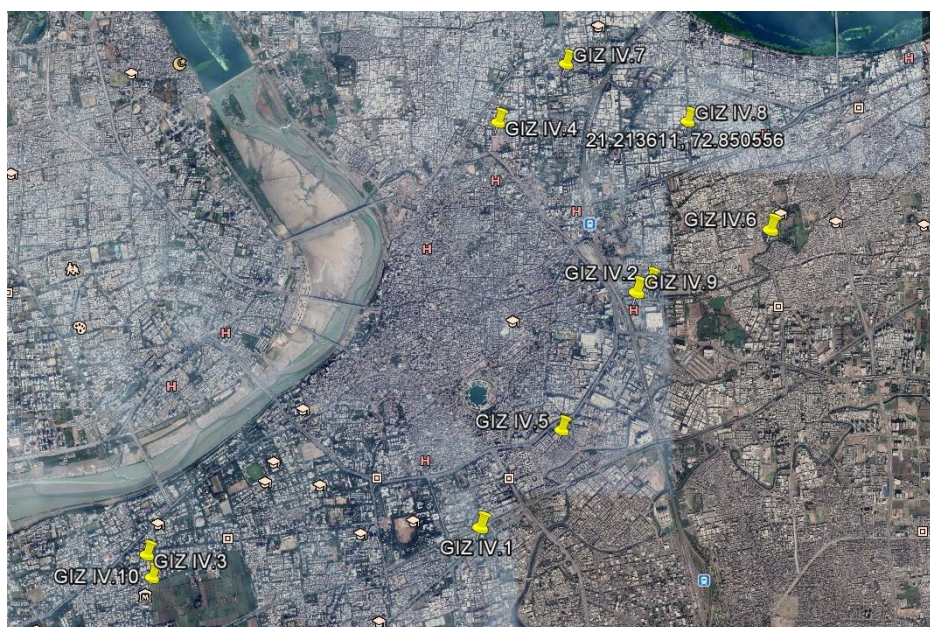 GIZ IV.7
GIZ IV.8
GIZ IV.4
21.213611, 72.850556
H
H
H
GIZ IV.6
H
GIZ IV.2
GIZ IV.9
H
H
H
GIZ IV.5
H
GIZ IV.1
GIZ IV.3
GIZ IV.10
M